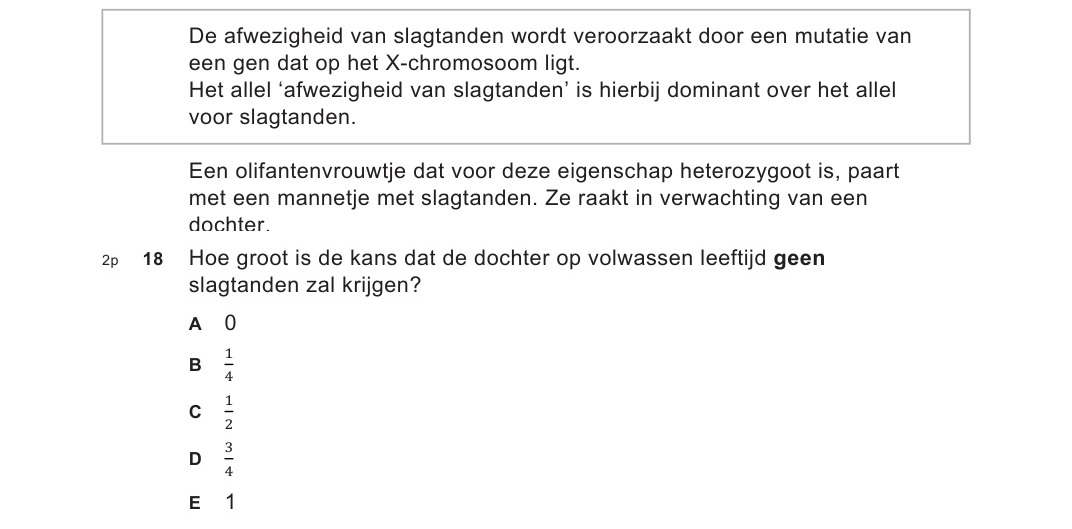 De afwezigheid van slagtanden wordt veroorzaakt door een mutatie van
een gen dat op het X-chromosoom ligt.
Het allel ‘afwezigheid van slagtanden’ is hierbij dominant over het allel
voor slagtanden.
Een olifantenvrouwtje dat voor deze eigenschap heterozygoot is, paart
met een mannetje met slagtanden. Ze raakt in verwachting van een
dochter.
2p 18 Hoe groot is de kans dat de dochter op volwassen leeftijd geen
slagtanden zal krijgen?
A 0
B 1/4
C 1/2
D 3/4
E 1